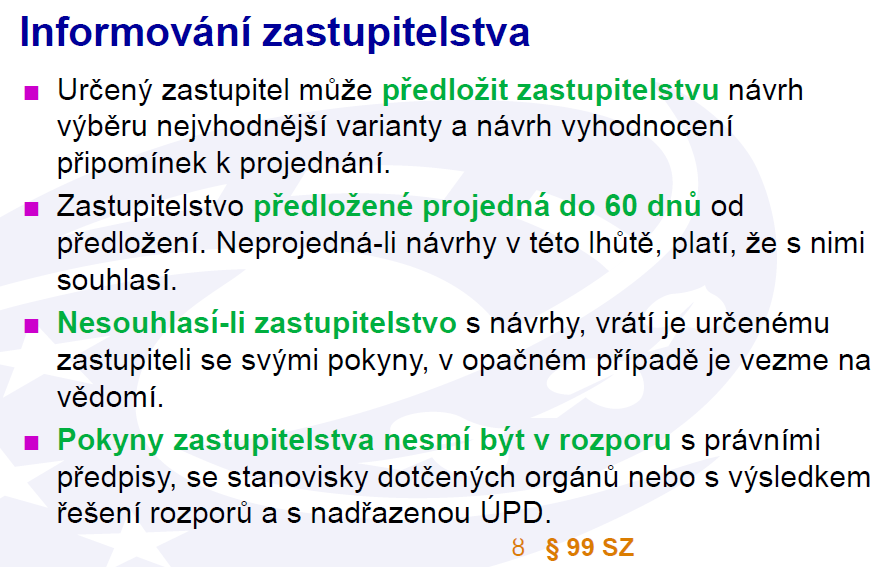 Informování zastupitelstva
■ Určený zastupitel může předložit zastupitelstvu návrh
výběru nejvhodnější varianty a návrh vyhodnocení
připomínek k projednání.
■ Zastupitelstvo předložené projedná do 60 dnů od
předložení. Neprojedná-li návrhy v této lhůtě, platí, že s nimi
souhlasí.
■ Nesouhlasí-li zastupitelstvo s návrhy, vrátí je určenému
zastupiteli se svými pokyny, v opačném případě je vezme na
vědomí.
■ Pokyny zastupitelstva nesmí být v rozporu s právními
předpisy, se stanovisky dotčených orgánů nebo s výsledkem
řešení rozporů a s nadřazenou ÚPD.
8 § 99 SZ